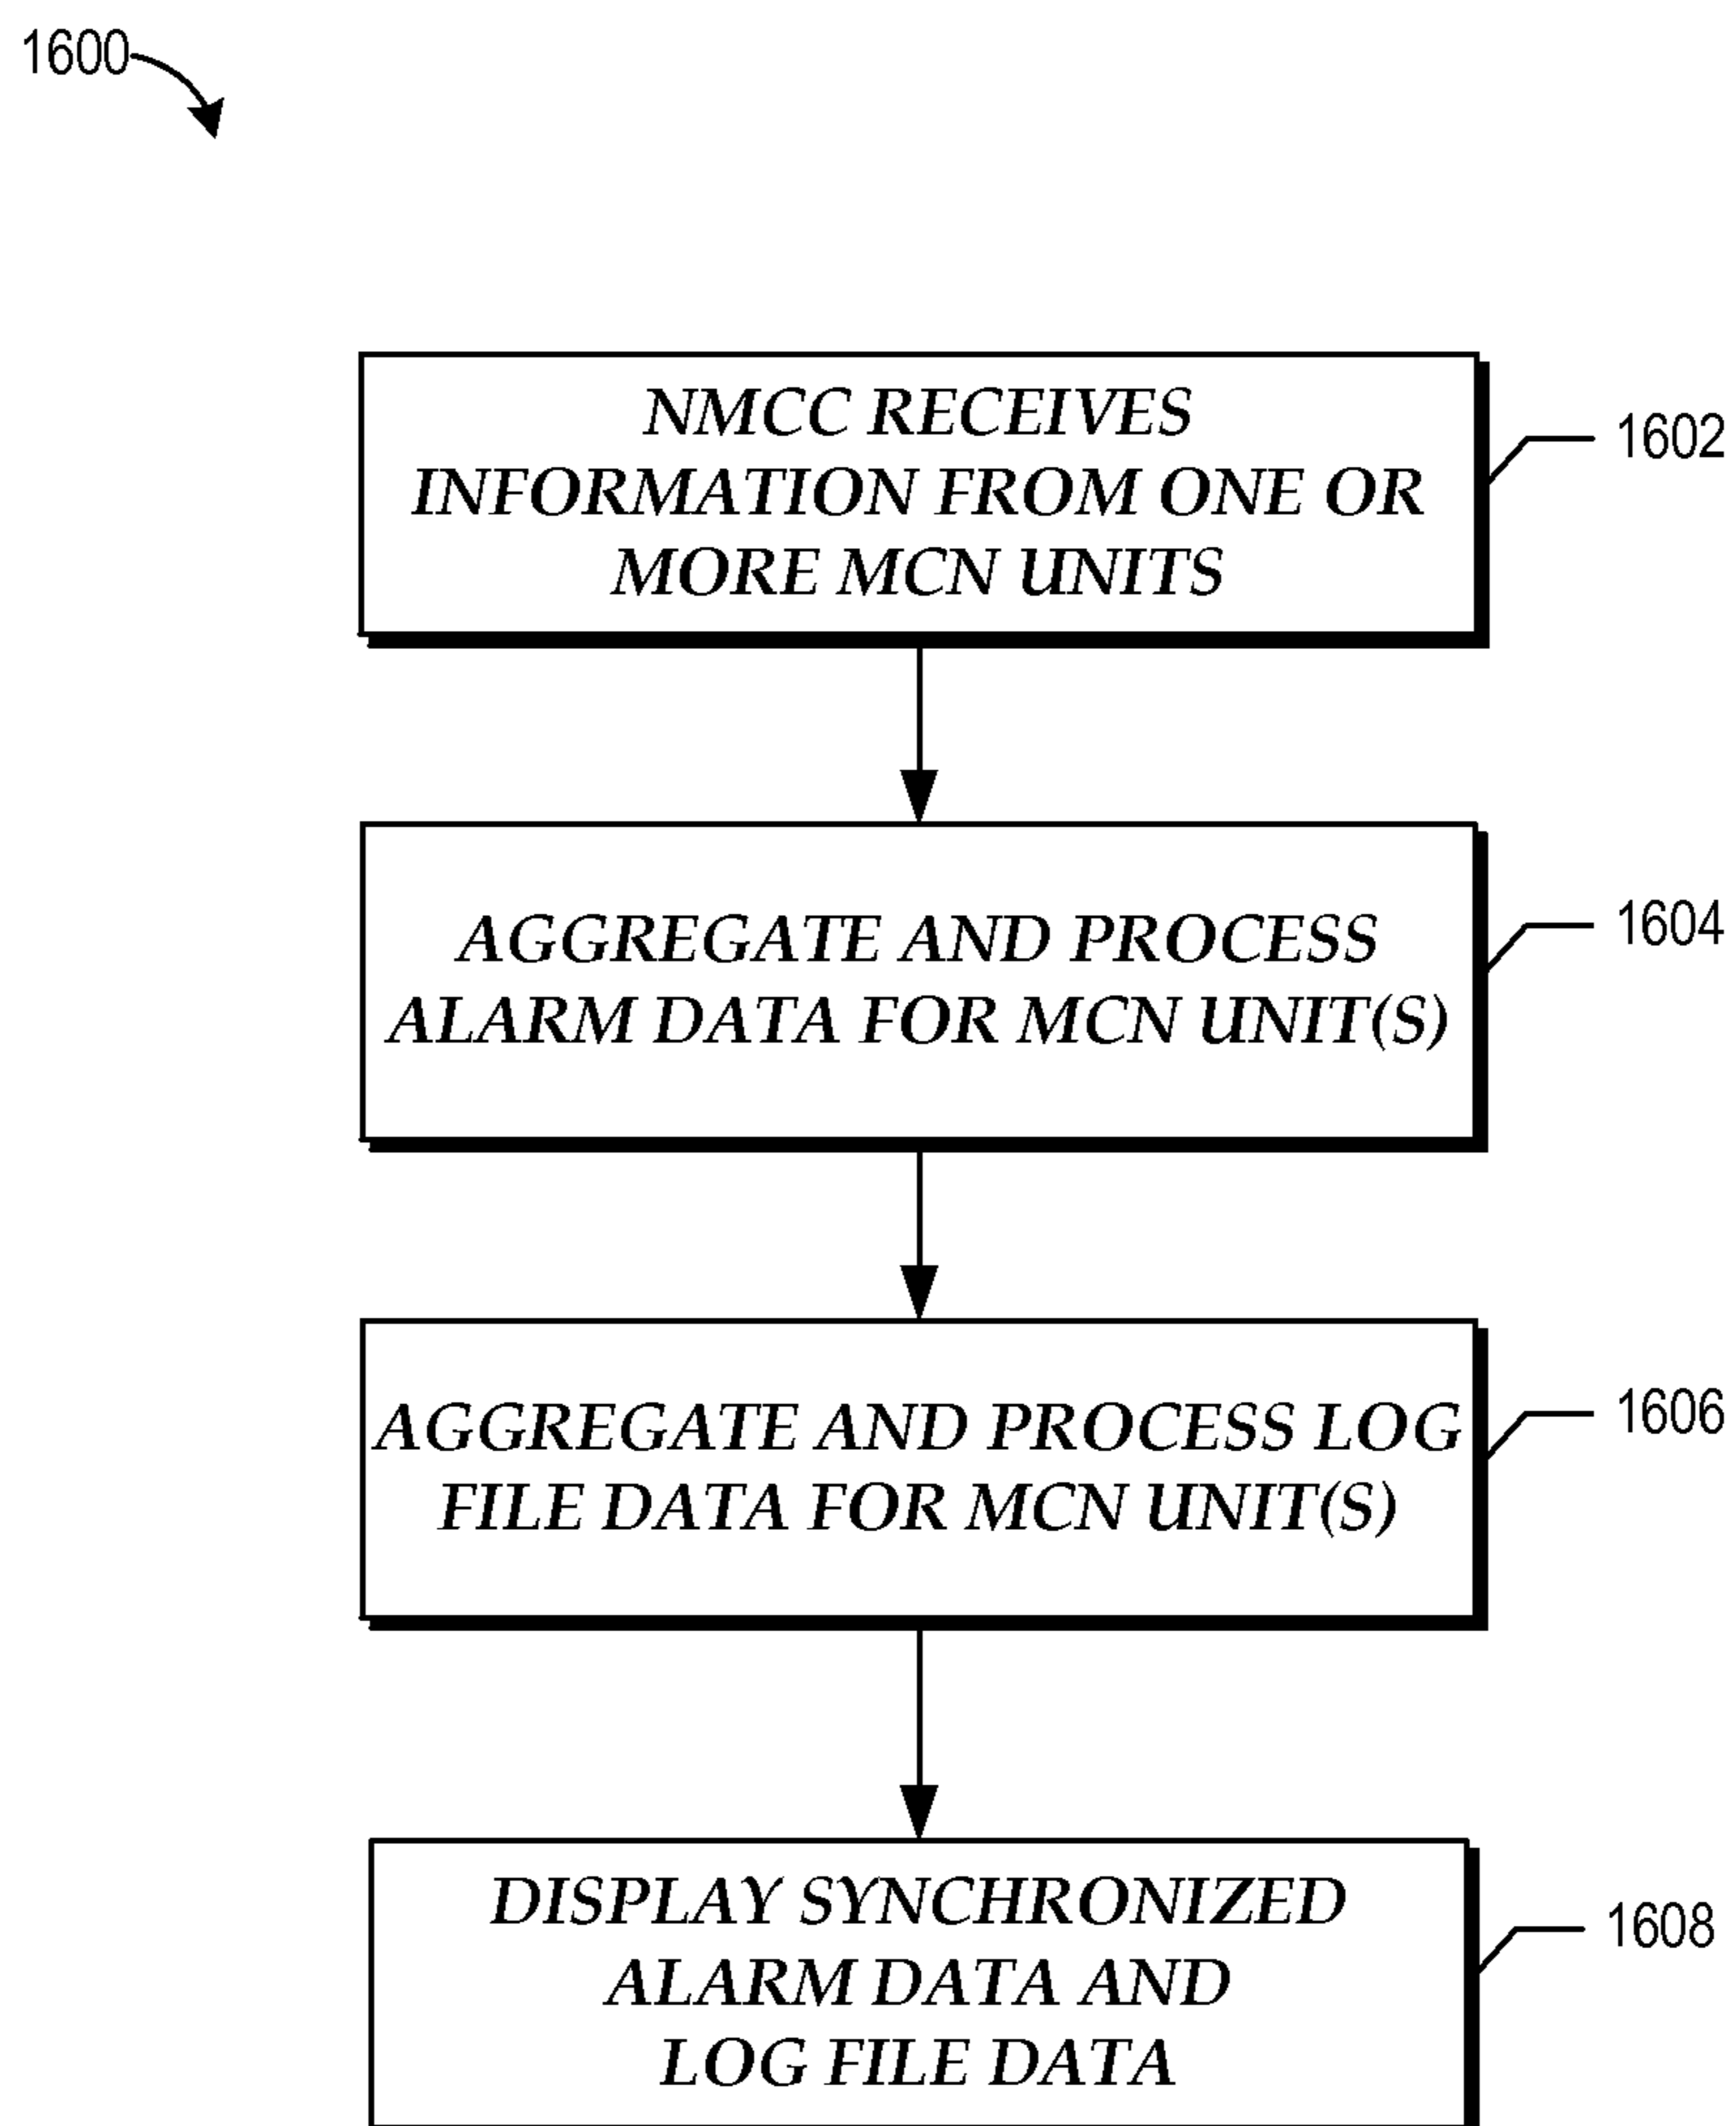 1600
NMCC RECEIVES
INFORMATION FROM ONE OR
MORE MCN UNITS
1602
AGGREGATE AND PROCESS
ALARM DATA FOR MCN UNIT(S)
1604
AGGREGATE AND PROCESS LOG
FILE DATA FOR MCN UNIT(S)
1606
DISPLAY SYNCHRONIZED
ALARM DATA AND
LOG FILE DATA
1608